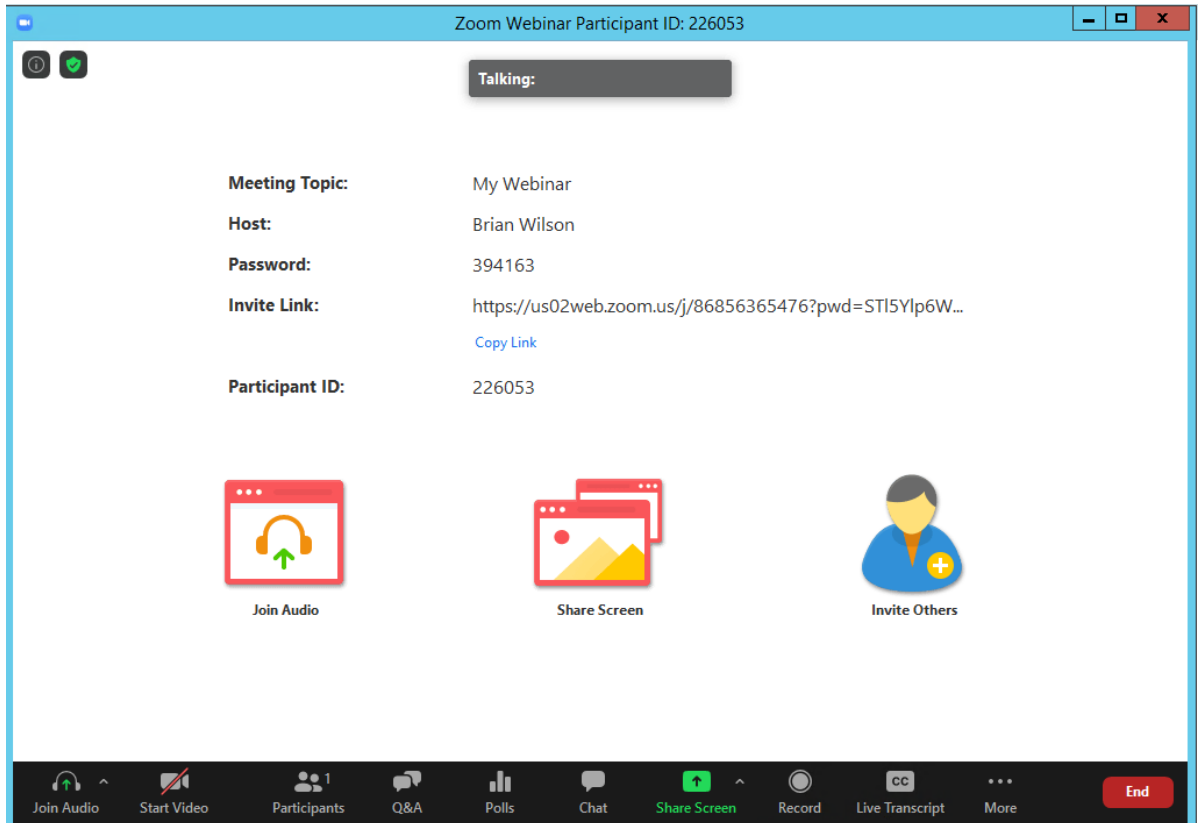 Zoom Webinar Participant ID: 226053
Talking:
Meeting Topic: My Webinar
Host: Brian Wilson
Password: 394163
Invite Link: https://us02web.zoom.us/j/86856365476?pwd=STl5Ylp6W...
Copy Link
Participant ID: 226053
Join Audio Share Screen Invite Others
1
CC
Join Audio Start Video Participants Q&A Polls Chat Share Screen Record Live Transcript More End